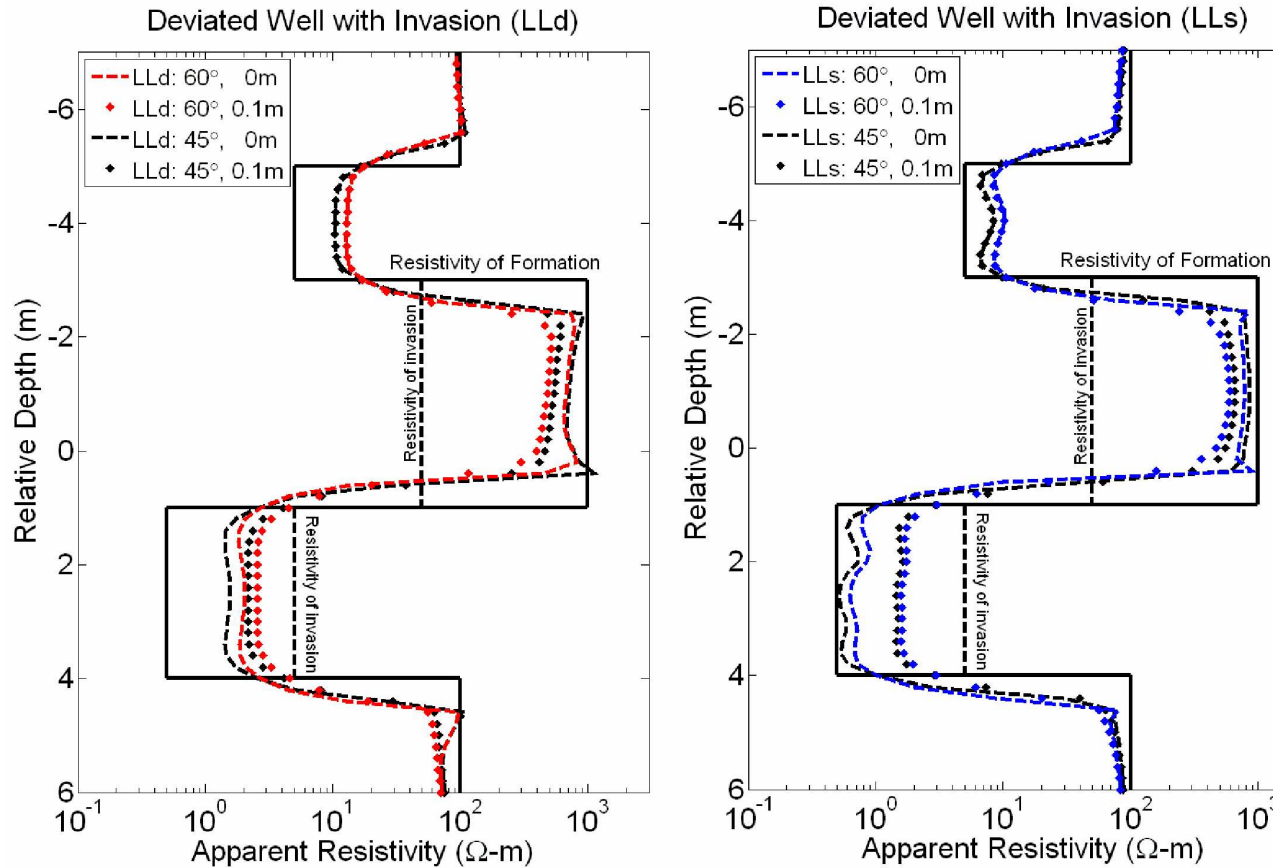 Deviated Well with Invasion (LLd)
LLd: 60°, 0m
LLd: 60°, 0.1m
LLd: 45°, 0m
LLd: 45°, 0.1m
Resistivity of Formation
Resistivity of invasion
Resistivity of invasion
Relative Depth (m)
-6
-4
-2
0
2
4
6
10^-1
10^0
10^1
10^2
10^3
Apparent Resistivity (Ω-m)
Deviated Well with Invasion (LLs)
LLs: 60°, 0m
LLs: 60°, 0.1m
LLs: 45°, 0m
LLs: 45°, 0.1m
Resistivity of Formation
Resistivity of invasion
Resistivity of invasion
Relative Depth (m)
-6
-4
-2
0
2
4
6
10^-1
10^0
10^1
10^2
10^3
Apparent Resistivity (Ω-m)